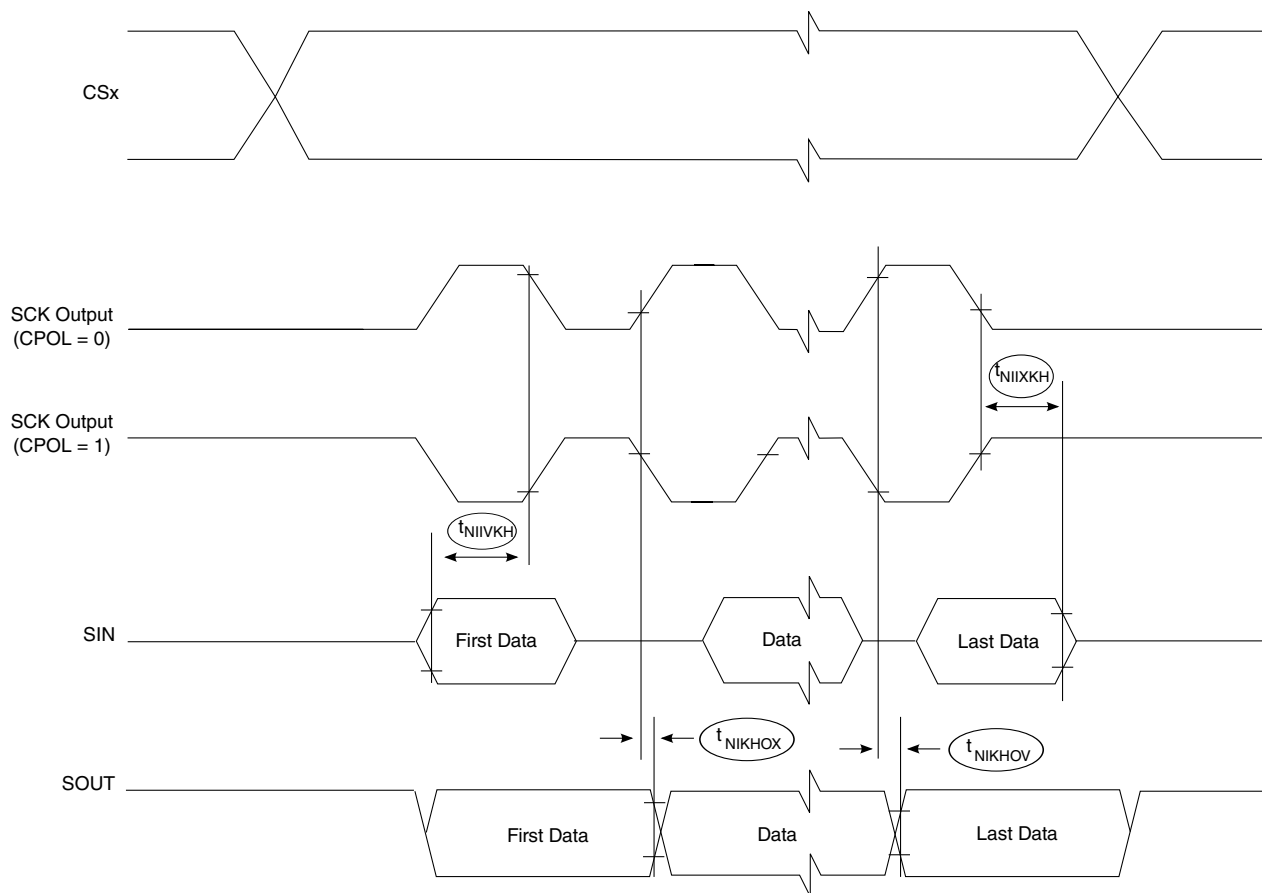 CSx
SCK Output
(CPOL = 0)
tNIIXKH
SCK Output
(CPOL = 1)
tNIIVKH
SIN
First Data
Data
Last Data
tNIKHOX
tNIKHOV
SOUT
First Data
Data
Last Data